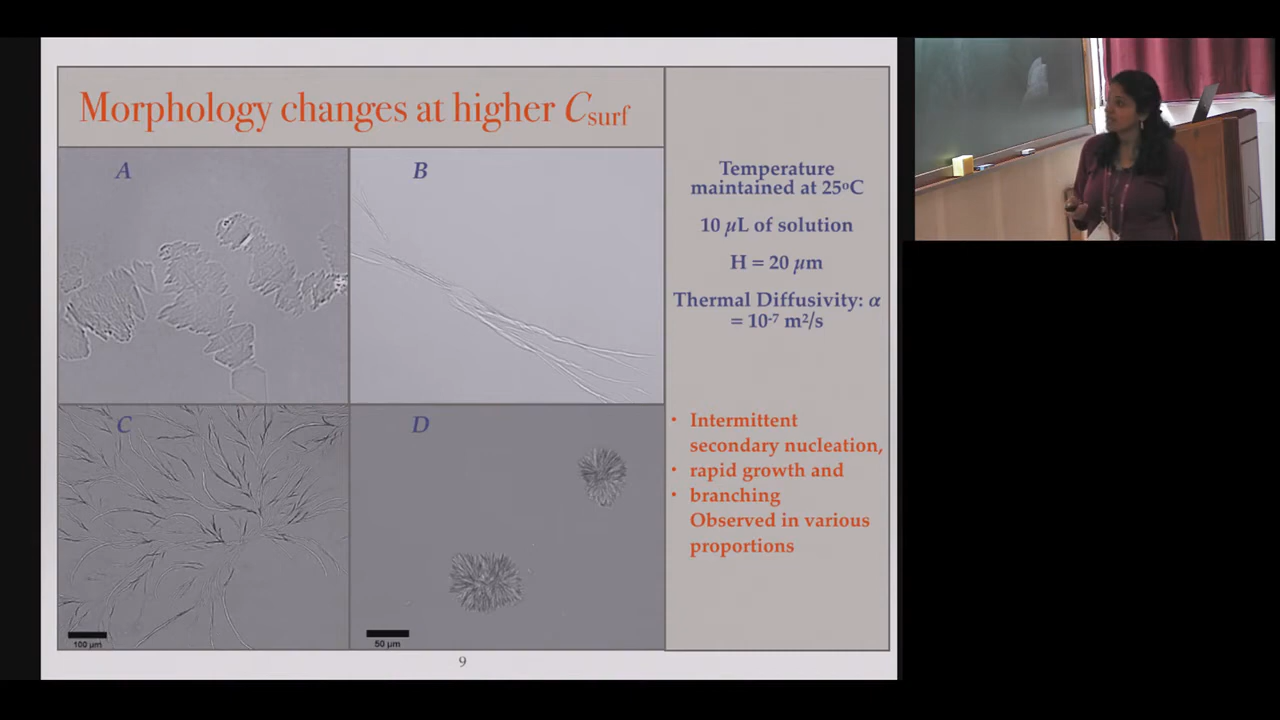 Morphology changes at higher Csurf
A
B
C
D
100 µm
50 µm
Temperature
maintained at 25ºC
10 µL of solution
H = 20 µm
Thermal Diffusivity: α
= 10⁻⁷ m²/s
• Intermittent
secondary nucleation,
• rapid growth and
• branching
Observed in various
proportions
9